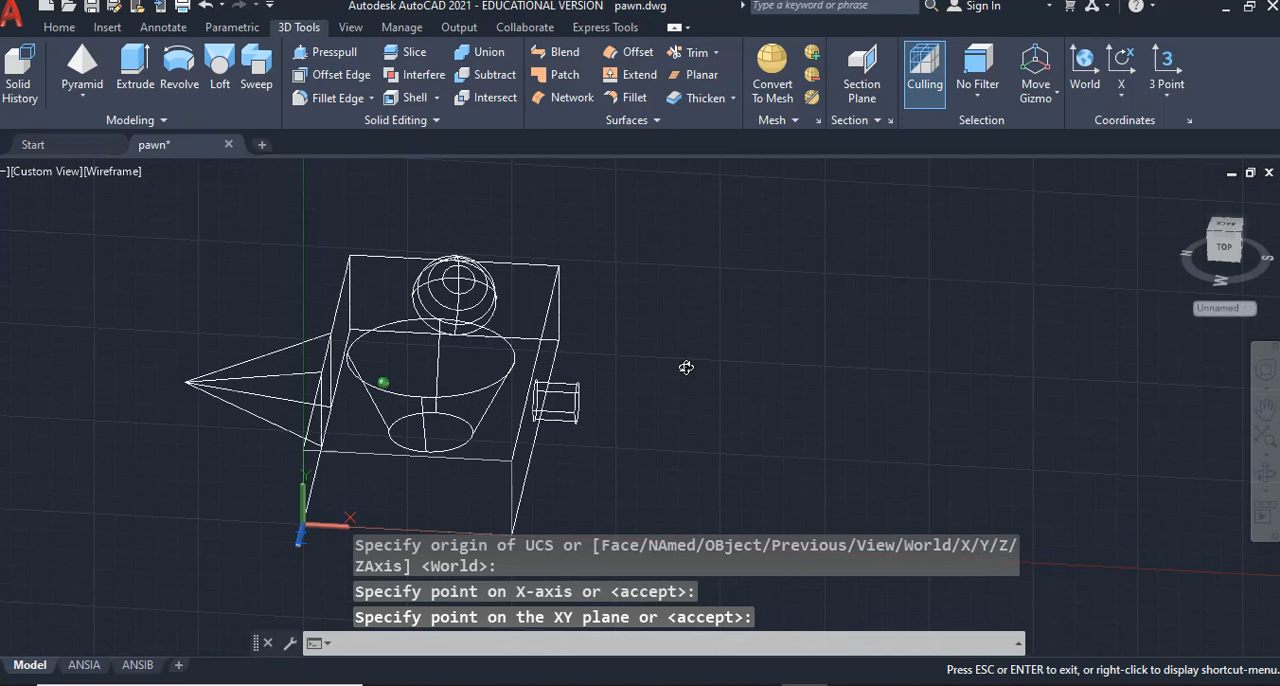 Autodesk AutoCAD 2021 - EDUCATIONAL VERSION pawn.dwg
Type a keyword or phrase
Sign In
Home Insert Annotate Parametric 3D Tools View Manage Output Collaborate Express Tools
Solid History
Pyramid
Extrude
Revolve
Loft
Sweep
Modeling
Presspull
Slice
Union
Offset Edge
Interfere
Subtract
Fillet Edge
Shell
Intersect
Solid Editing
Blend
Offset
Trim
Patch
Extend
Planar
Network
Fillet
Thicken
Surfaces
Convert To Mesh
Mesh
Section Plane
Section
Culling
No Filter
Move Gizmo
Selection
World
X
3
3 Point
Coordinates
Start
pawn*
[Custom View][Wireframe]
BACK
TOP
N
S
W
Unnamed
Y
X
Specify origin of UCS or [Face/NAmed/OBject/Previous/View/World/X/Y/Z/
ZAxis] <World>:
Specify point on X-axis or <accept>:
Specify point on the XY plane or <accept>:
Model ANSIA ANSIB
Press ESC or ENTER to exit, or right-click to display shortcut-menu.